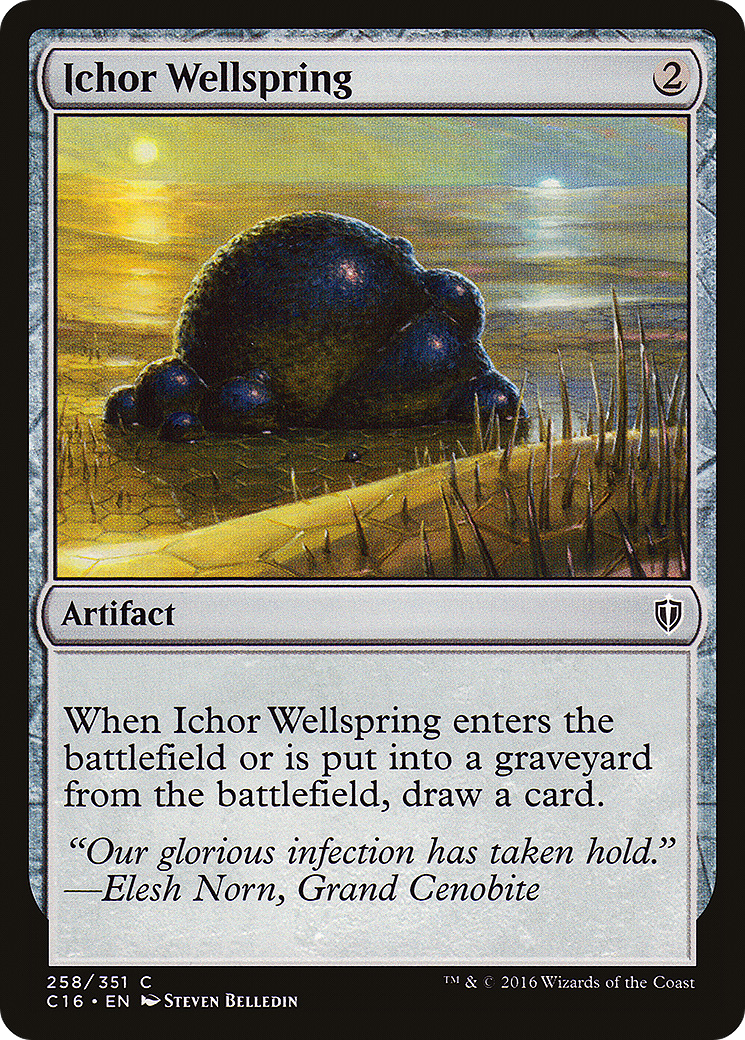 Ichor Wellspring
2
Artifact
When Ichor Wellspring enters the
battlefield or is put into a graveyard
from the battlefield, draw a card.
“Our glorious infection has taken hold.”
—Elesh Norn, Grand Cenobite
258/351 C
™ & © 2016 Wizards of the Coast
C16 • EN Steven Belledin